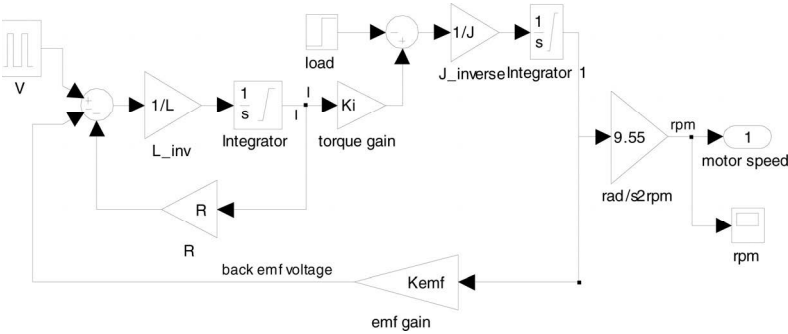 V
+
−
−
1/L
L_inv
1
s
Integrator
I
I
Ki
torque gain
load
−
+
1/J
J_inverse
1
s
Integrator 1
9.55
rad/s2rpm
rpm
1
motor speed
rpm
R
R
back emf voltage
Kemf
emf gain